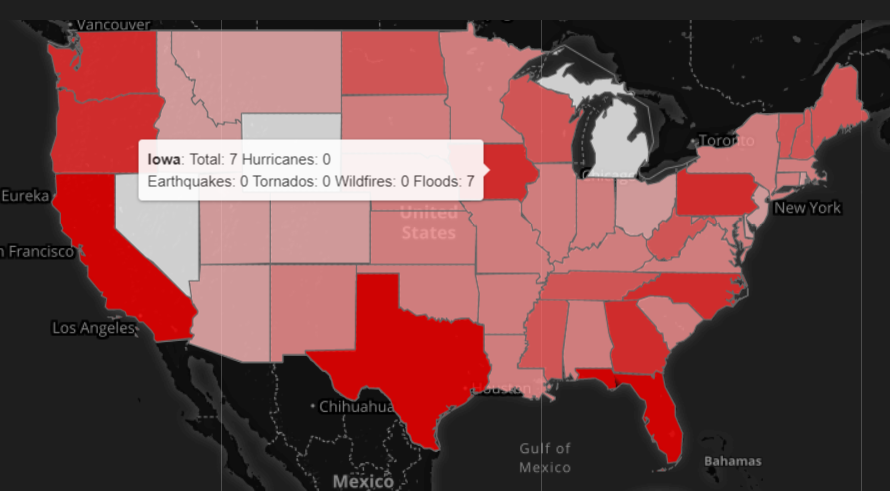 Vancouver
Toronto
Iowa: Total: 7 Hurricanes: 0
Earthquakes: 0 Tornados: 0 Wildfires: 0 Floods: 7
Chicago
Eureka
New York
United
States
n Francisco
Los Angeles
Houston
Chihuahua
Gulf of
Mexico
Bahamas
Mexico